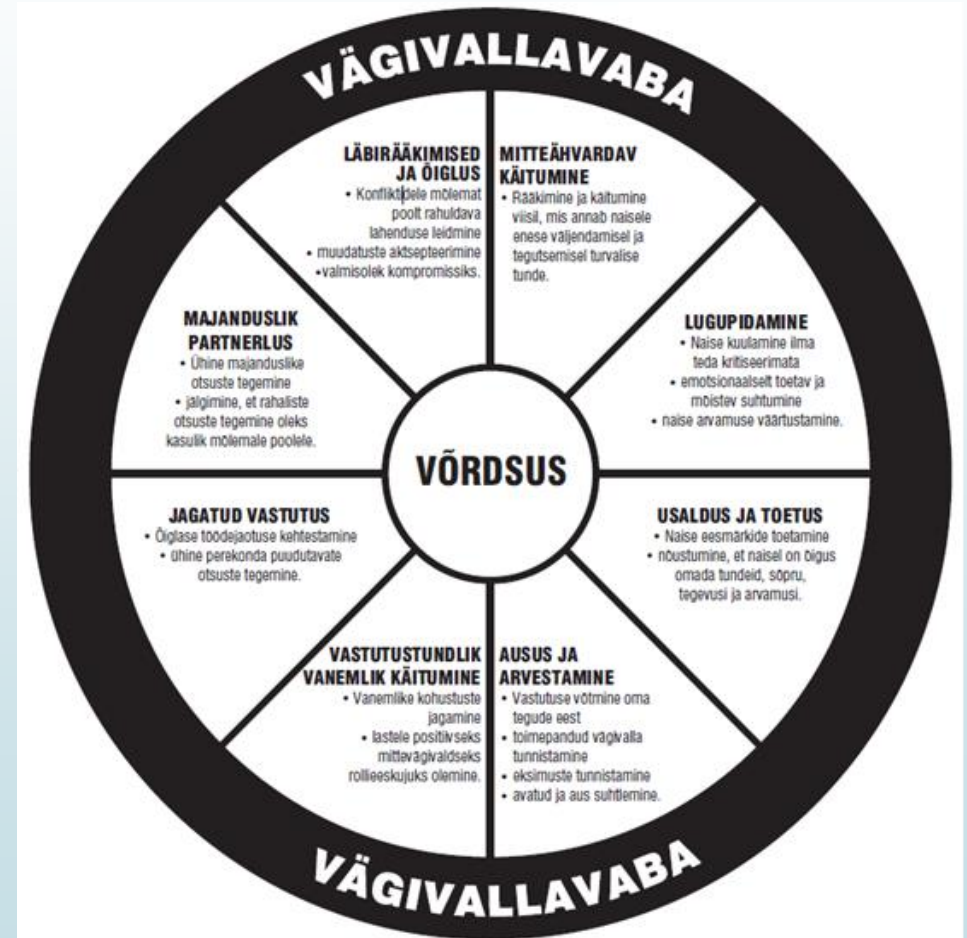 VÄGIVALLAVABA
LÄBIRÄÄKIMISED
JA ÕIGLUS
• Konfliktidele mõlemat
poolt rahuldava
lahenduse leidmine
• muudatuste aktsepteerimine
•valmisolek kompromissiks.
MITTEÄHVARDAV
KÄITUMINE
• Rääkimine ja käitumine
viisil, mis annab naisele
enese väljendamisel ja
tegutsemisel turvalise
tunde.
MAJANDUSLIK
PARTNERLUS
• Ühine majanduslike
otsuste tegemine
• jälgimine, et rahaliste
otsuste tegemine oleks
kasulik mõlemale poolele.
LUGUPIDAMINE
• Naise kuulamine ilma
teda kritiseerimata
• emotsionaalselt toetav ja
mõistev suhtumine
• naise arvamuse väärtustamine.
VÕRDSUS
JAGATUD VASTUTUS
• Õiglase töödejaotuse kehtestamine
• ühine perekonda puudutavate
otsuste tegemine.
USALDUS JA TOETUS
• Naise eesmärkide toetamine
• nõustumine, et naisel on õigus
omada tundeid, sõpru,
tegevusi ja arvamusi.
VASTUTUSTUNDLIK
VANEMLIK KÄITUMINE
• Vanemlike kohustuste
jagamine
• lastele positiivseks
mittevägivaldseks
rollieeskujuks olemine.
AUSUS JA
ARVESTAMINE
• Vastutuse võtmine oma
tegude eest
• toimepandud vägivalla
tunnistamine
• eksimuste tunnistamine
• avatud ja aus suhtlemine.
VÄGIVALLAVABA